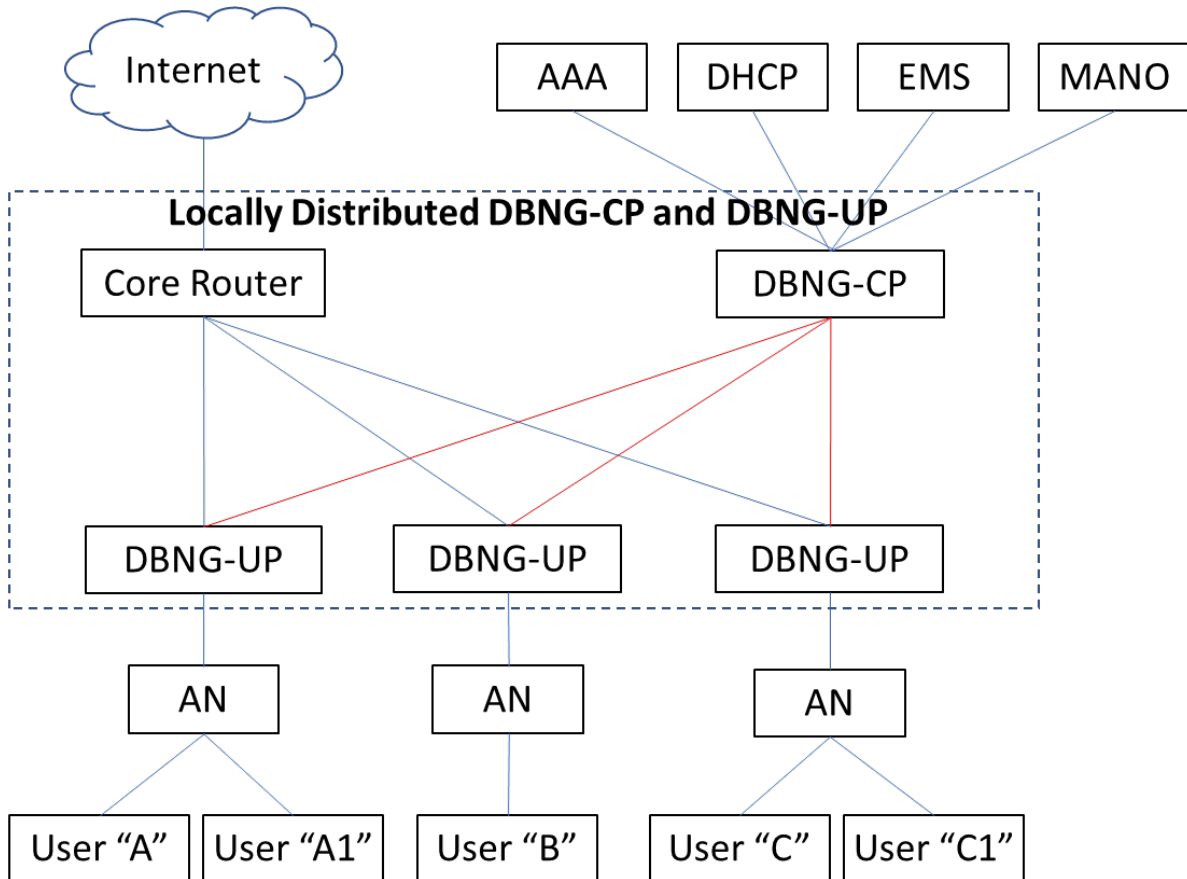 Internet
AAA
DHCP
EMS
MANO
Locally Distributed DBNG-CP and DBNG-UP
Core Router
DBNG-CP
DBNG-UP
DBNG-UP
DBNG-UP
AN
AN
AN
User “A”
User “A1”
User “B”
User “C”
User “C1”